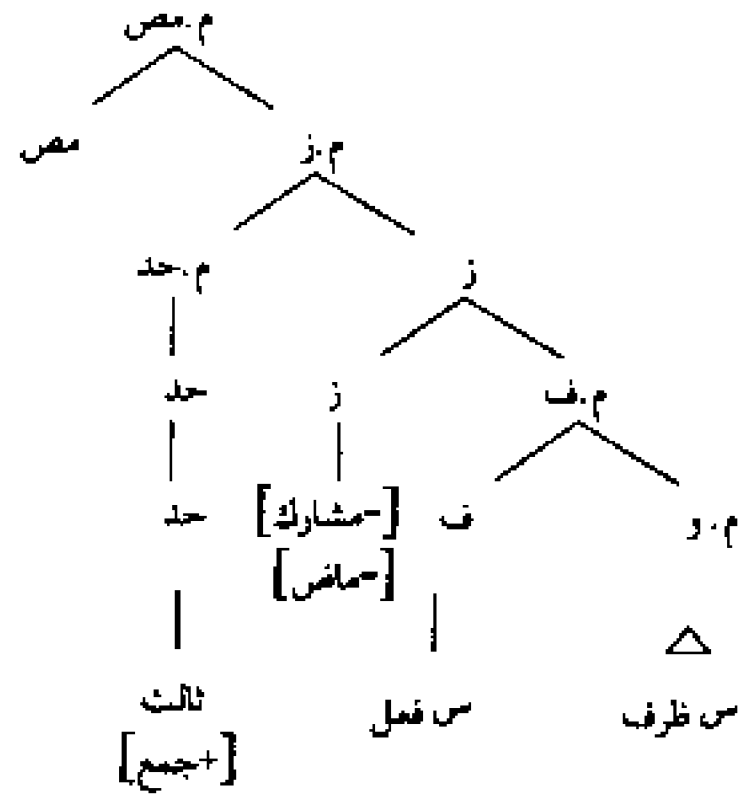 م.مص
مص م.ز
م.حد ز
حد ز م.ف
حد [-مشارك] ف م.و
[-ماض]
ثالث س فعل س ظرف
[+جمع]